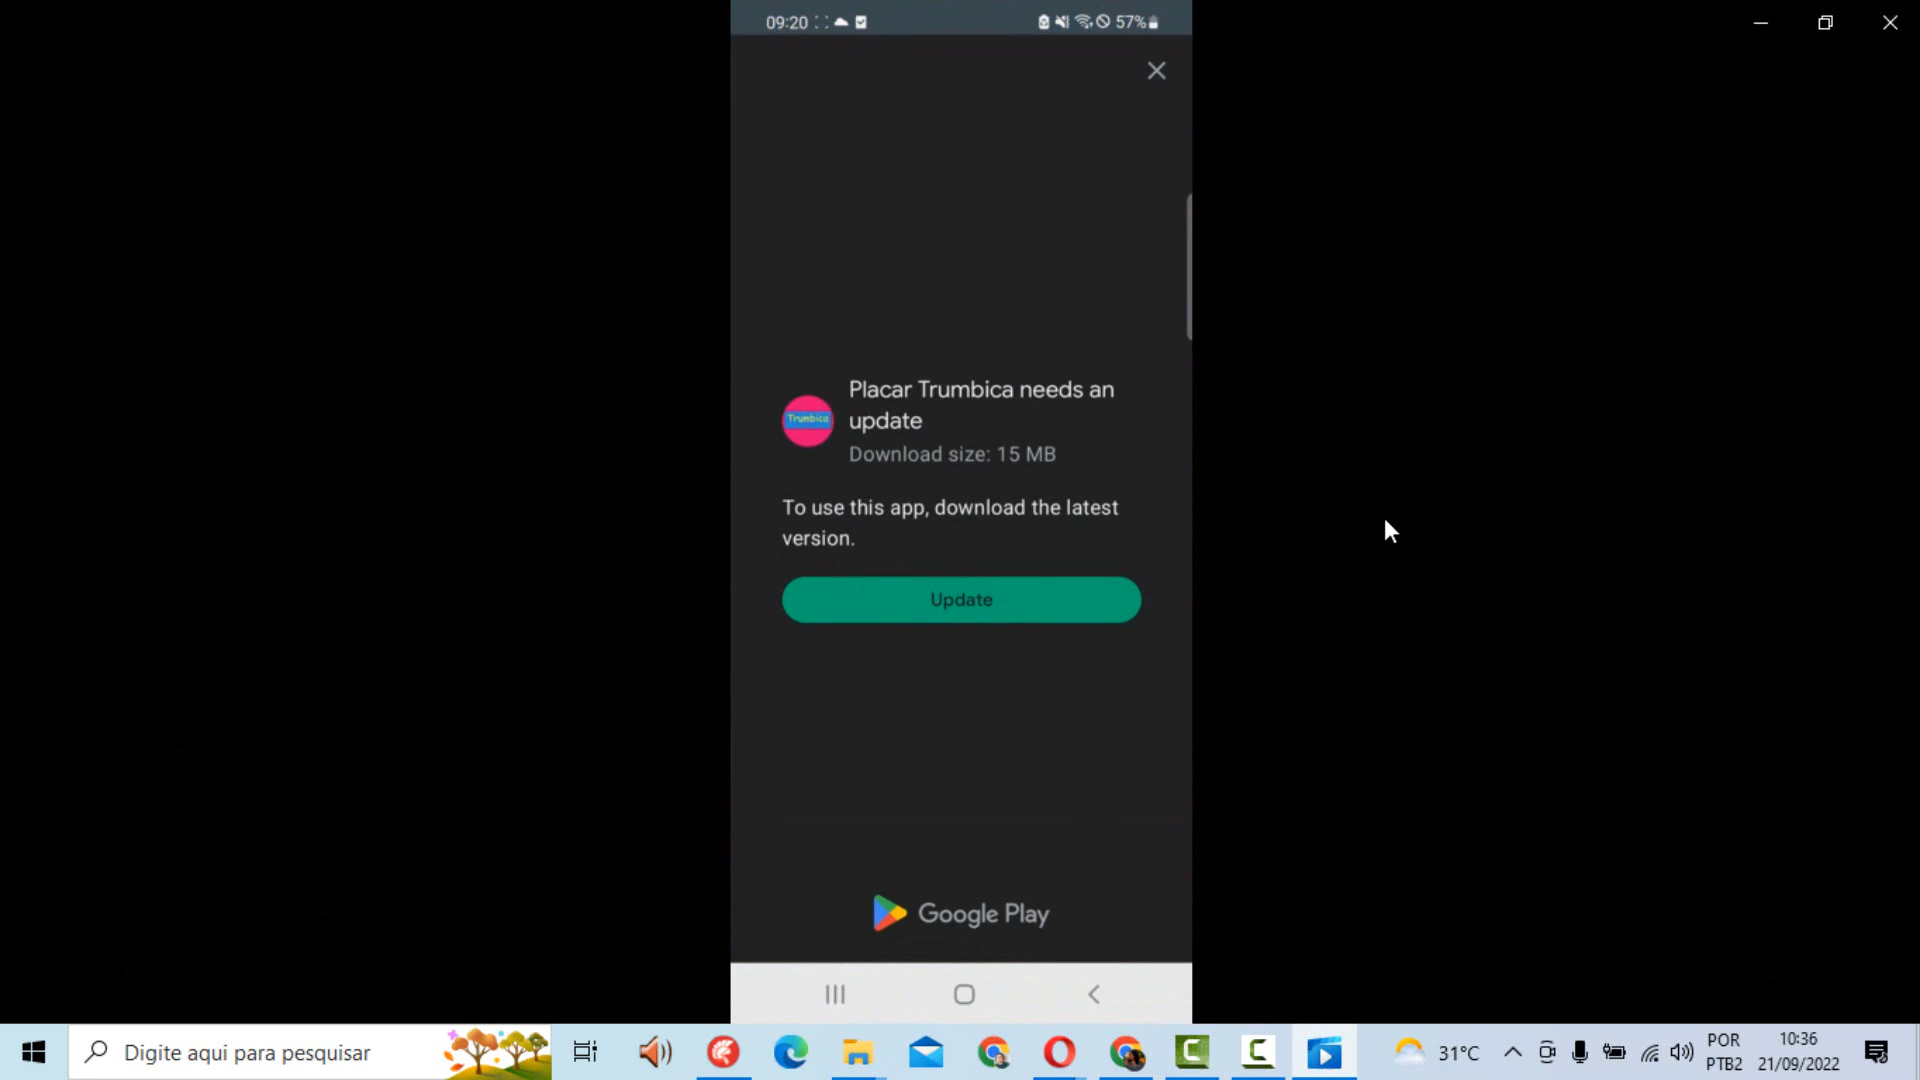 09:20
57%
Placar Trumbica needs an
update
Trumbica
Download size: 15 MB
To use this app, download the latest
version.
Update
Google Play
Digite aqui para pesquisar
31°C
POR
PTB2
10:36
21/09/2022